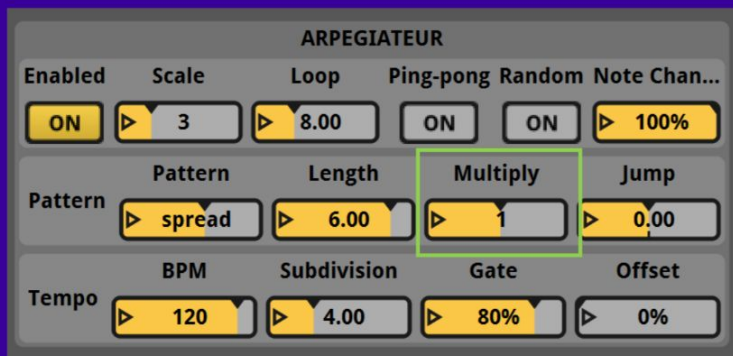 ARPEGIATEUR
Enabled Scale Loop Ping-pong Random Note Chan...
ON 3 8.00 ON ON 100%
Pattern Length Multiply Jump
Pattern spread 6.00 1 0.00
BPM Subdivision Gate Offset
Tempo 120 4.00 80% 0%